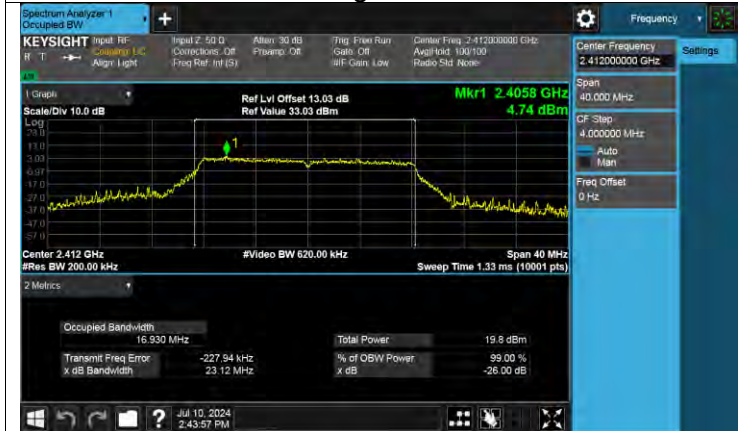 Spectrum Analyzer 1
Occupied BW
+
Frequency
KEYSIGHT Input: RF Input Z: 50 Ω Atten: 30 dB Trig: Free Run Center Freq: 2.412000000 GHz
R T Coupling: DC Corrections: Off Preamp: Off Gate: Off Avg|Hold: 100/100
Align: Light Freq Ref: Int (S) #IF Gain: Low Radio Std: None
Center Frequency
2.412000000 GHz
Settings
Span
40.000 MHz
CF Step
4.000000 MHz
Auto
Man
Freq Offset
0 Hz
1 Graph
Scale/Div 10.0 dB
Ref Lvl Offset 13.03 dB
Ref Value 33.03 dBm
Mkr1 2.4058 GHz
4.74 dBm
Log
23.0
13.0
3.03
-6.97
-17.0
-27.0
-37.0
-47.0
-57.0
1
Center 2.412 GHz #Video BW 620.00 kHz Span 40 MHz
#Res BW 200.00 kHz Sweep Time 1.33 ms (10001 pts)
2 Metrics
Occupied Bandwidth
16.930 MHz Total Power 19.8 dBm
Transmit Freq Error -227.94 kHz % of OBW Power 99.00 %
x dB Bandwidth 23.12 MHz x dB -26.00 dB
?
Jul 10, 2024
2:43:57 PM